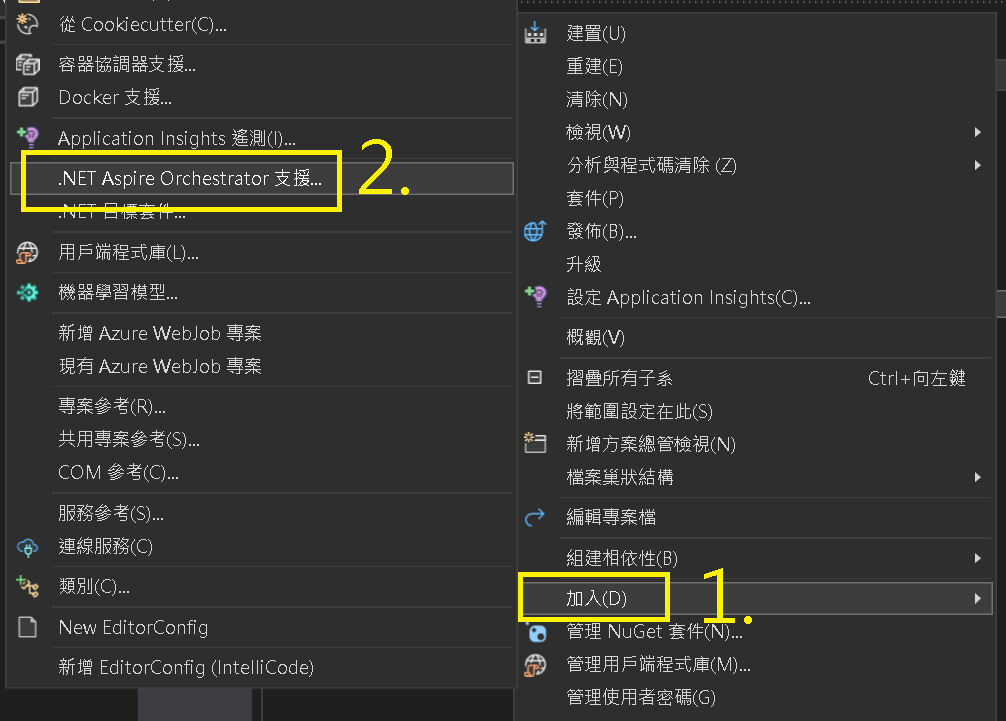 從 Cookiecutter(C)...
容器協調器支援...
Docker 支援...
Application Insights 遙測(I)...
.NET Aspire Orchestrator 支援...
.NET 目標套件...
用戶端程式庫(L)...
機器學習模型...
新增 Azure WebJob 專案
現有 Azure WebJob 專案
專案參考(R)...
共用專案參考(S)...
COM 參考(C)...
服務參考(S)...
連線服務(C)
類別(C)...
New EditorConfig
新增 EditorConfig (IntelliCode)
2.
建置(U)
重建(E)
清除(N)
檢視(W)
分析與程式碼清除 (Z)
套件(P)
發佈(B)...
升級
設定 Application Insights(C)...
概觀(V)
摺疊所有子系 Ctrl+向左鍵
將範圍設定在此(S)
新增方案總管檢視(N)
檔案巢狀結構
編輯專案檔
組建相依性(B)
加入(D)
1.
管理 NuGet 套件(N)...
管理用戶端程式庫(M)...
管理使用者密碼(G)